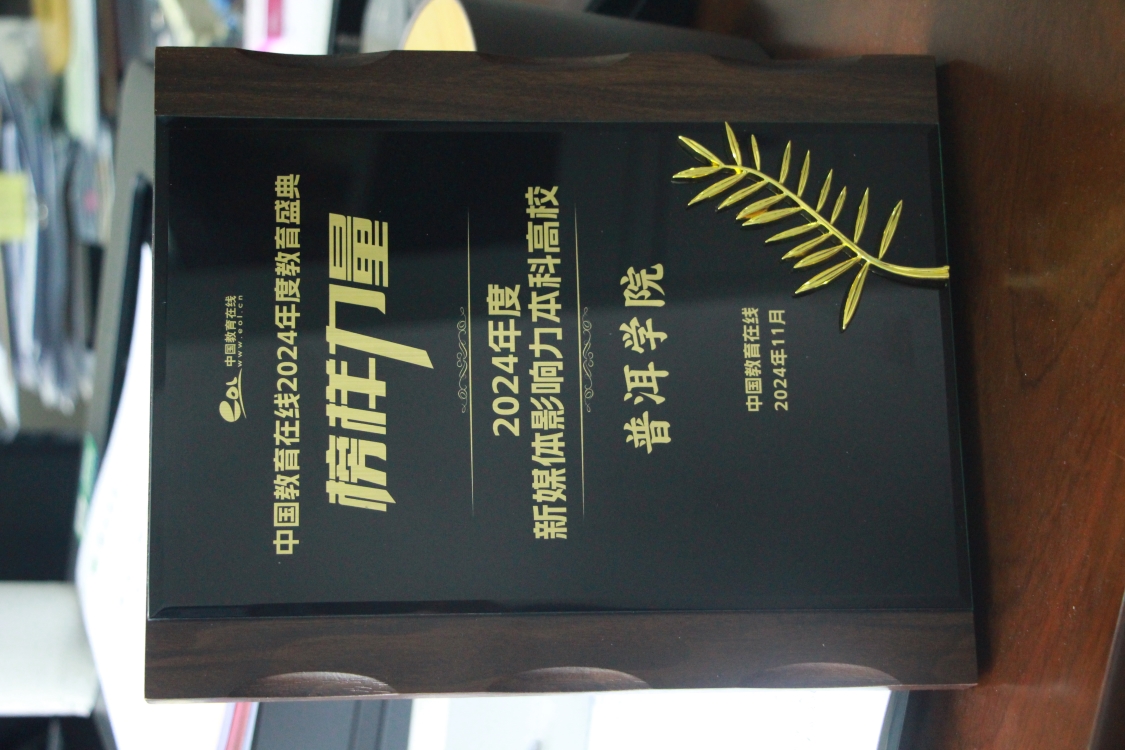 eol 中国教育在线
www.eol.cn
中国教育在线2024年度教育盛典
榜样力量
2024年度
新媒体影响力本科高校
普洱学院
中国教育在线
2024年11月